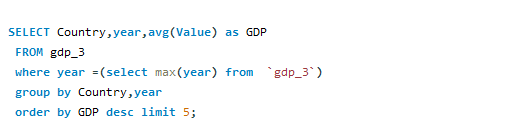 SELECT Country,year,avg(Value) as GDP
FROM gdp_3
where year =(select max(year) from  `gdp_3`)
group by Country,year
order by GDP desc limit 5;